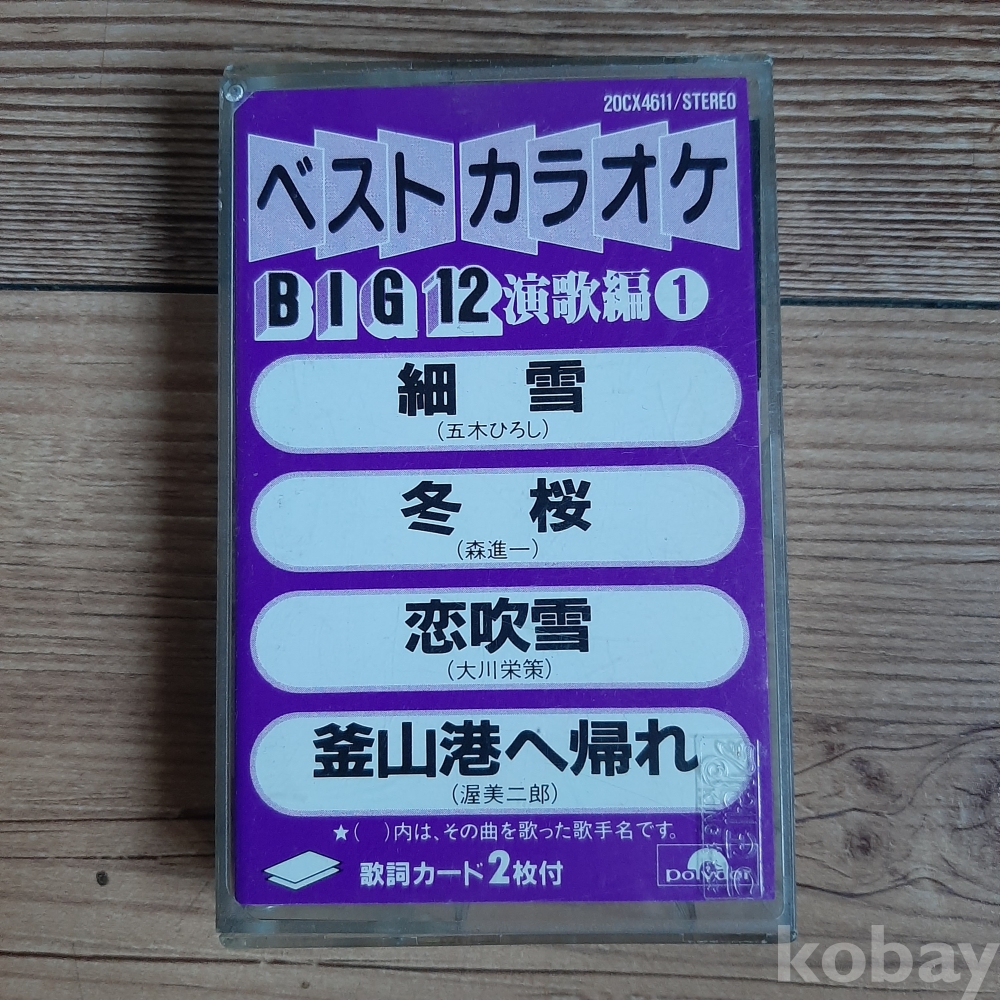 20CX4611/STEREO
ベスト カラオケ
BIG 12 演歌編❶
細 雪
(五木ひろし)
冬 桜
(森進一)
恋吹雪
(大川栄策)
釜山港へ帰れ
(渥美二郎)
★( )内は、その曲を歌った歌手名です。
歌詞カード2枚付
polydor
kobay